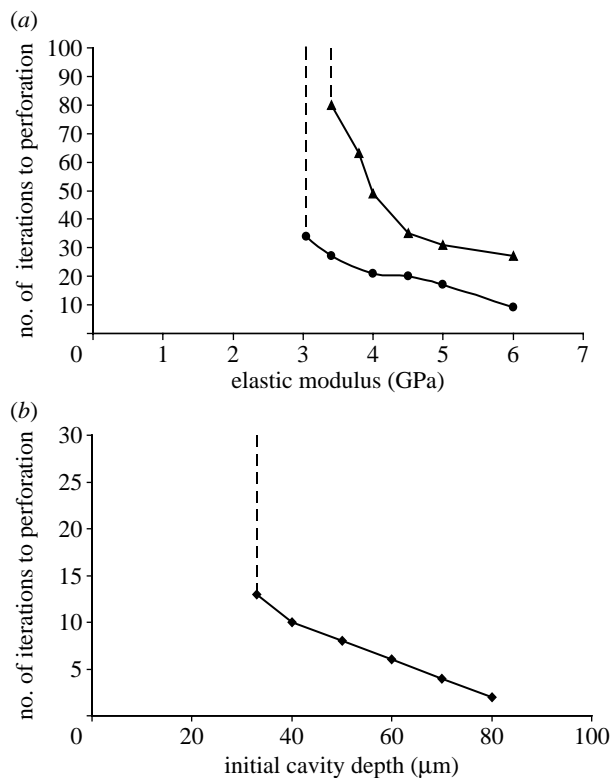 (a)
100
90
80
70
60
50
40
30
20
10
0
1 2 3 4 5 6 7
no. of iterations to perforation
elastic modulus (GPa)
(b)
30
25
20
15
10
5
0
20 40 60 80 100
no. of iterations to perforation
initial cavity depth (μm)